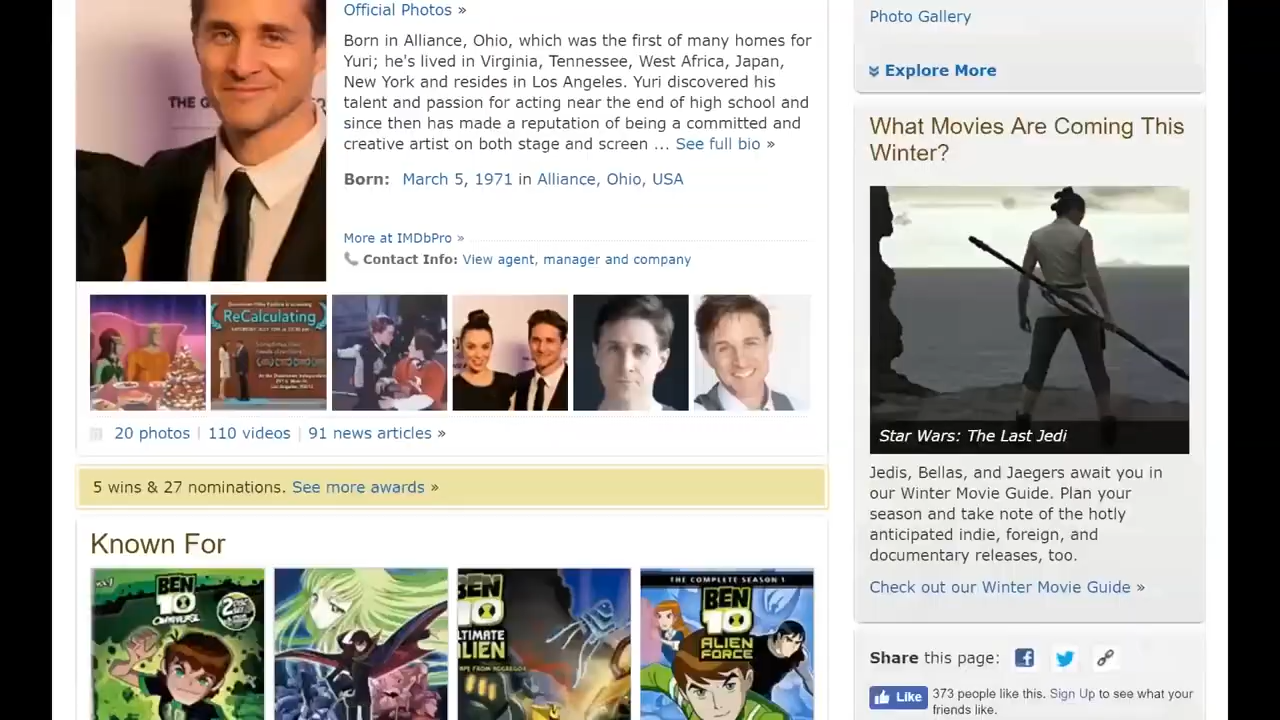 Official Photos »
Born in Alliance, Ohio, which was the first of many homes for
Yuri; he's lived in Virginia, Tennessee, West Africa, Japan,
New York and resides in Los Angeles. Yuri discovered his
talent and passion for acting near the end of high school and
since then has made a reputation of being a committed and
creative artist on both stage and screen ... See full bio »
Born: March 5, 1971 in Alliance, Ohio, USA
More at IMDbPro »
Contact Info: View agent, manager and company
ReCalculating
20 photos | 110 videos | 91 news articles »
5 wins & 27 nominations. See more awards »
Known For
BEN
10
OMNIVERSE
BEN
10
ULTIMATE
ALIEN
THE COMPLETE SEASON 1
BEN
10
ALIEN
FORCE
Photo Gallery
Explore More
What Movies Are Coming This
Winter?
Star Wars: The Last Jedi
Jedis, Bellas, and Jaegers await you in
our Winter Movie Guide. Plan your
season and take note of the hotly
anticipated indie, foreign, and
documentary releases, too.
Check out our Winter Movie Guide »
Share this page:
Like 373 people like this. Sign Up to see what your
friends like.